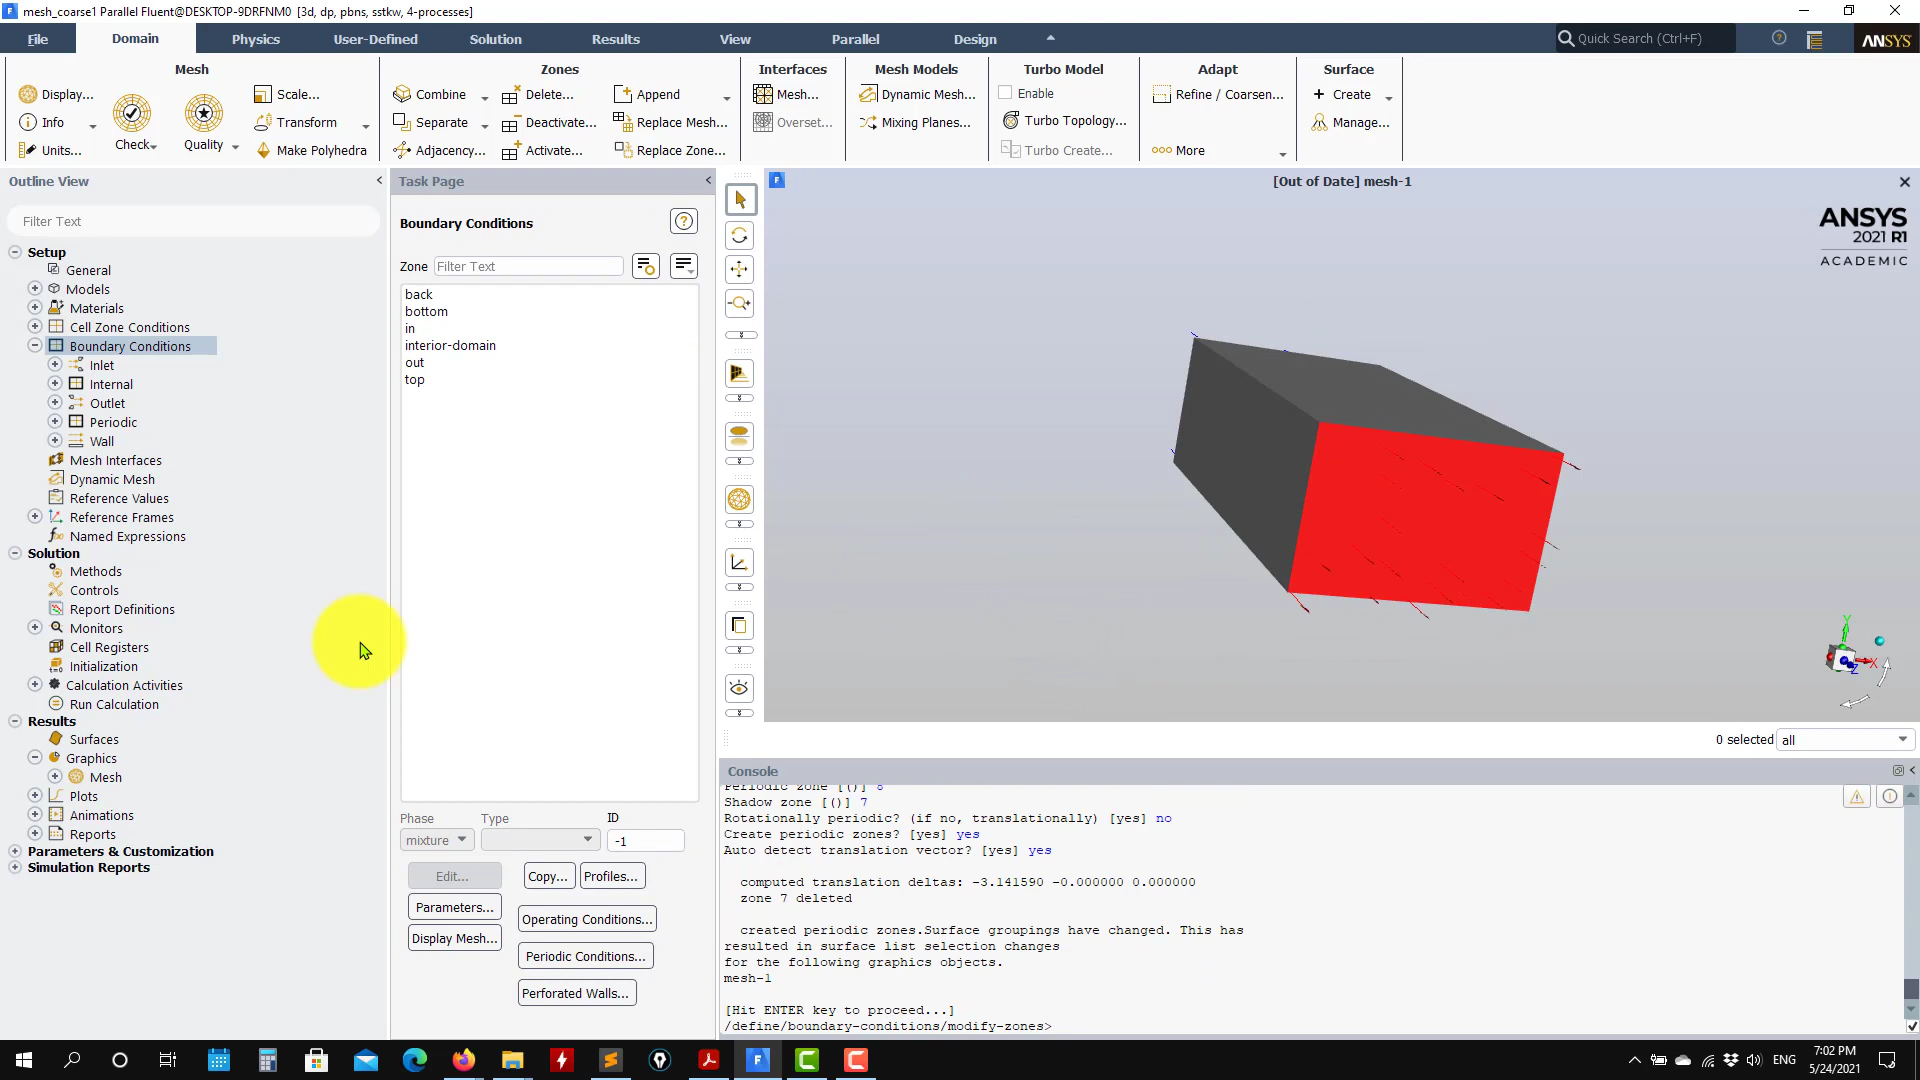 mesh_coarse1 Parallel Fluent@DESKTOP-9DRFNM0 [3d, dp, pbns, sstkw, 4-processes]
File Domain Physics User-Defined Solution Results View Parallel Design Quick Search (Ctrl+F) ANSYS
Mesh Zones Interfaces Mesh Models Turbo Model Adapt Surface
Display... Scale... Combine Delete... Append Mesh... Dynamic Mesh... Enable Refine / Coarsen... Create
Info Transform Separate Deactivate... Replace Mesh... Overset... Mixing Planes... Turbo Topology... Manage...
Units... Check Quality Make Polyhedra Adjacency... Activate... Replace Zone... Turbo Create... More
Outline View
Filter Text
Setup
General
Models
Materials
Cell Zone Conditions
Boundary Conditions
Inlet
Internal
Outlet
Periodic
Wall
Mesh Interfaces
Dynamic Mesh
Reference Values
Reference Frames
Named Expressions
Solution
Methods
Controls
Report Definitions
Monitors
Cell Registers
Initialization
Calculation Activities
Run Calculation
Results
Surfaces
Graphics
Mesh
Plots
Animations
Reports
Parameters & Customization
Simulation Reports
Task Page
Boundary Conditions
Zone Filter Text
back
bottom
in
interior-domain
out
top
Phase Type ID
mixture -1
Edit... Copy... Profiles...
Parameters... Operating Conditions...
Display Mesh... Periodic Conditions...
Perforated Walls...
[Out of Date] mesh-1
ANSYS
2021 R1
ACADEMIC
Y
X
Z
0 selected all
Console
Periodic zone [()] 8
Shadow zone [()] 7
Rotationally periodic? (if no, translationally) [yes] no
Create periodic zones? [yes] yes
Auto detect translation vector? [yes] yes
computed translation deltas: -3.141590 -0.000000 0.000000
zone 7 deleted
created periodic zones.Surface groupings have changed. This has
resulted in surface list selection changes
for the following graphics objects.
mesh-1
[Hit ENTER key to proceed...]
/define/boundary-conditions/modify-zones>
ENG
7:02 PM
5/24/2021